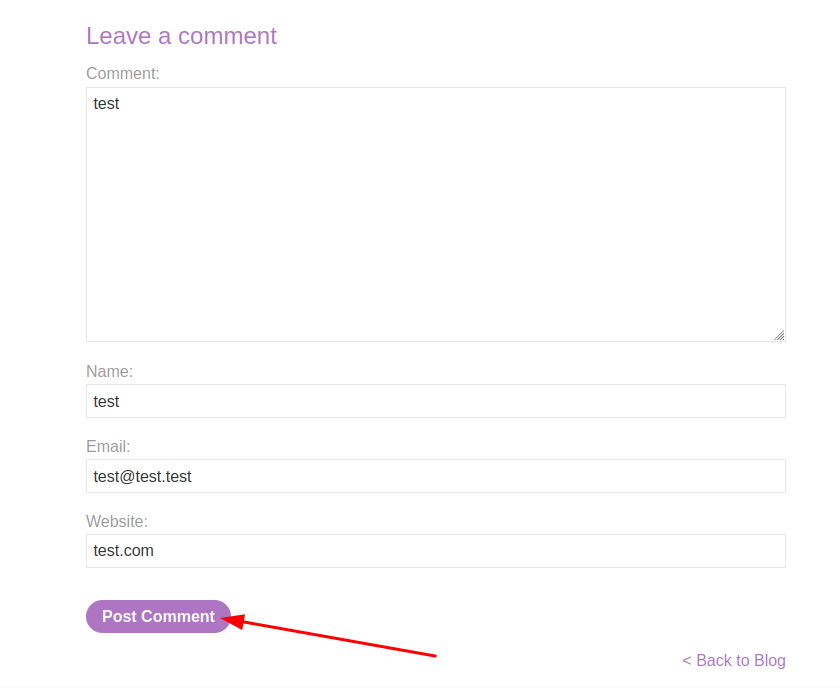 Leave a comment
Comment:
test
Name:
test
Email:
test@test.test
Website:
test.com
Post Comment
< Back to Blog